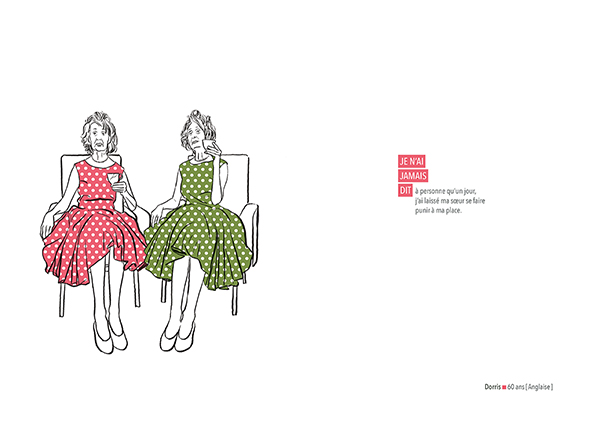 JE N'AI
JAMAIS
DIT à personne qu'un jour,
j'ai laissé ma sœur se faire
punir à ma place.
Dorris ■ 60 ans [Anglaise]